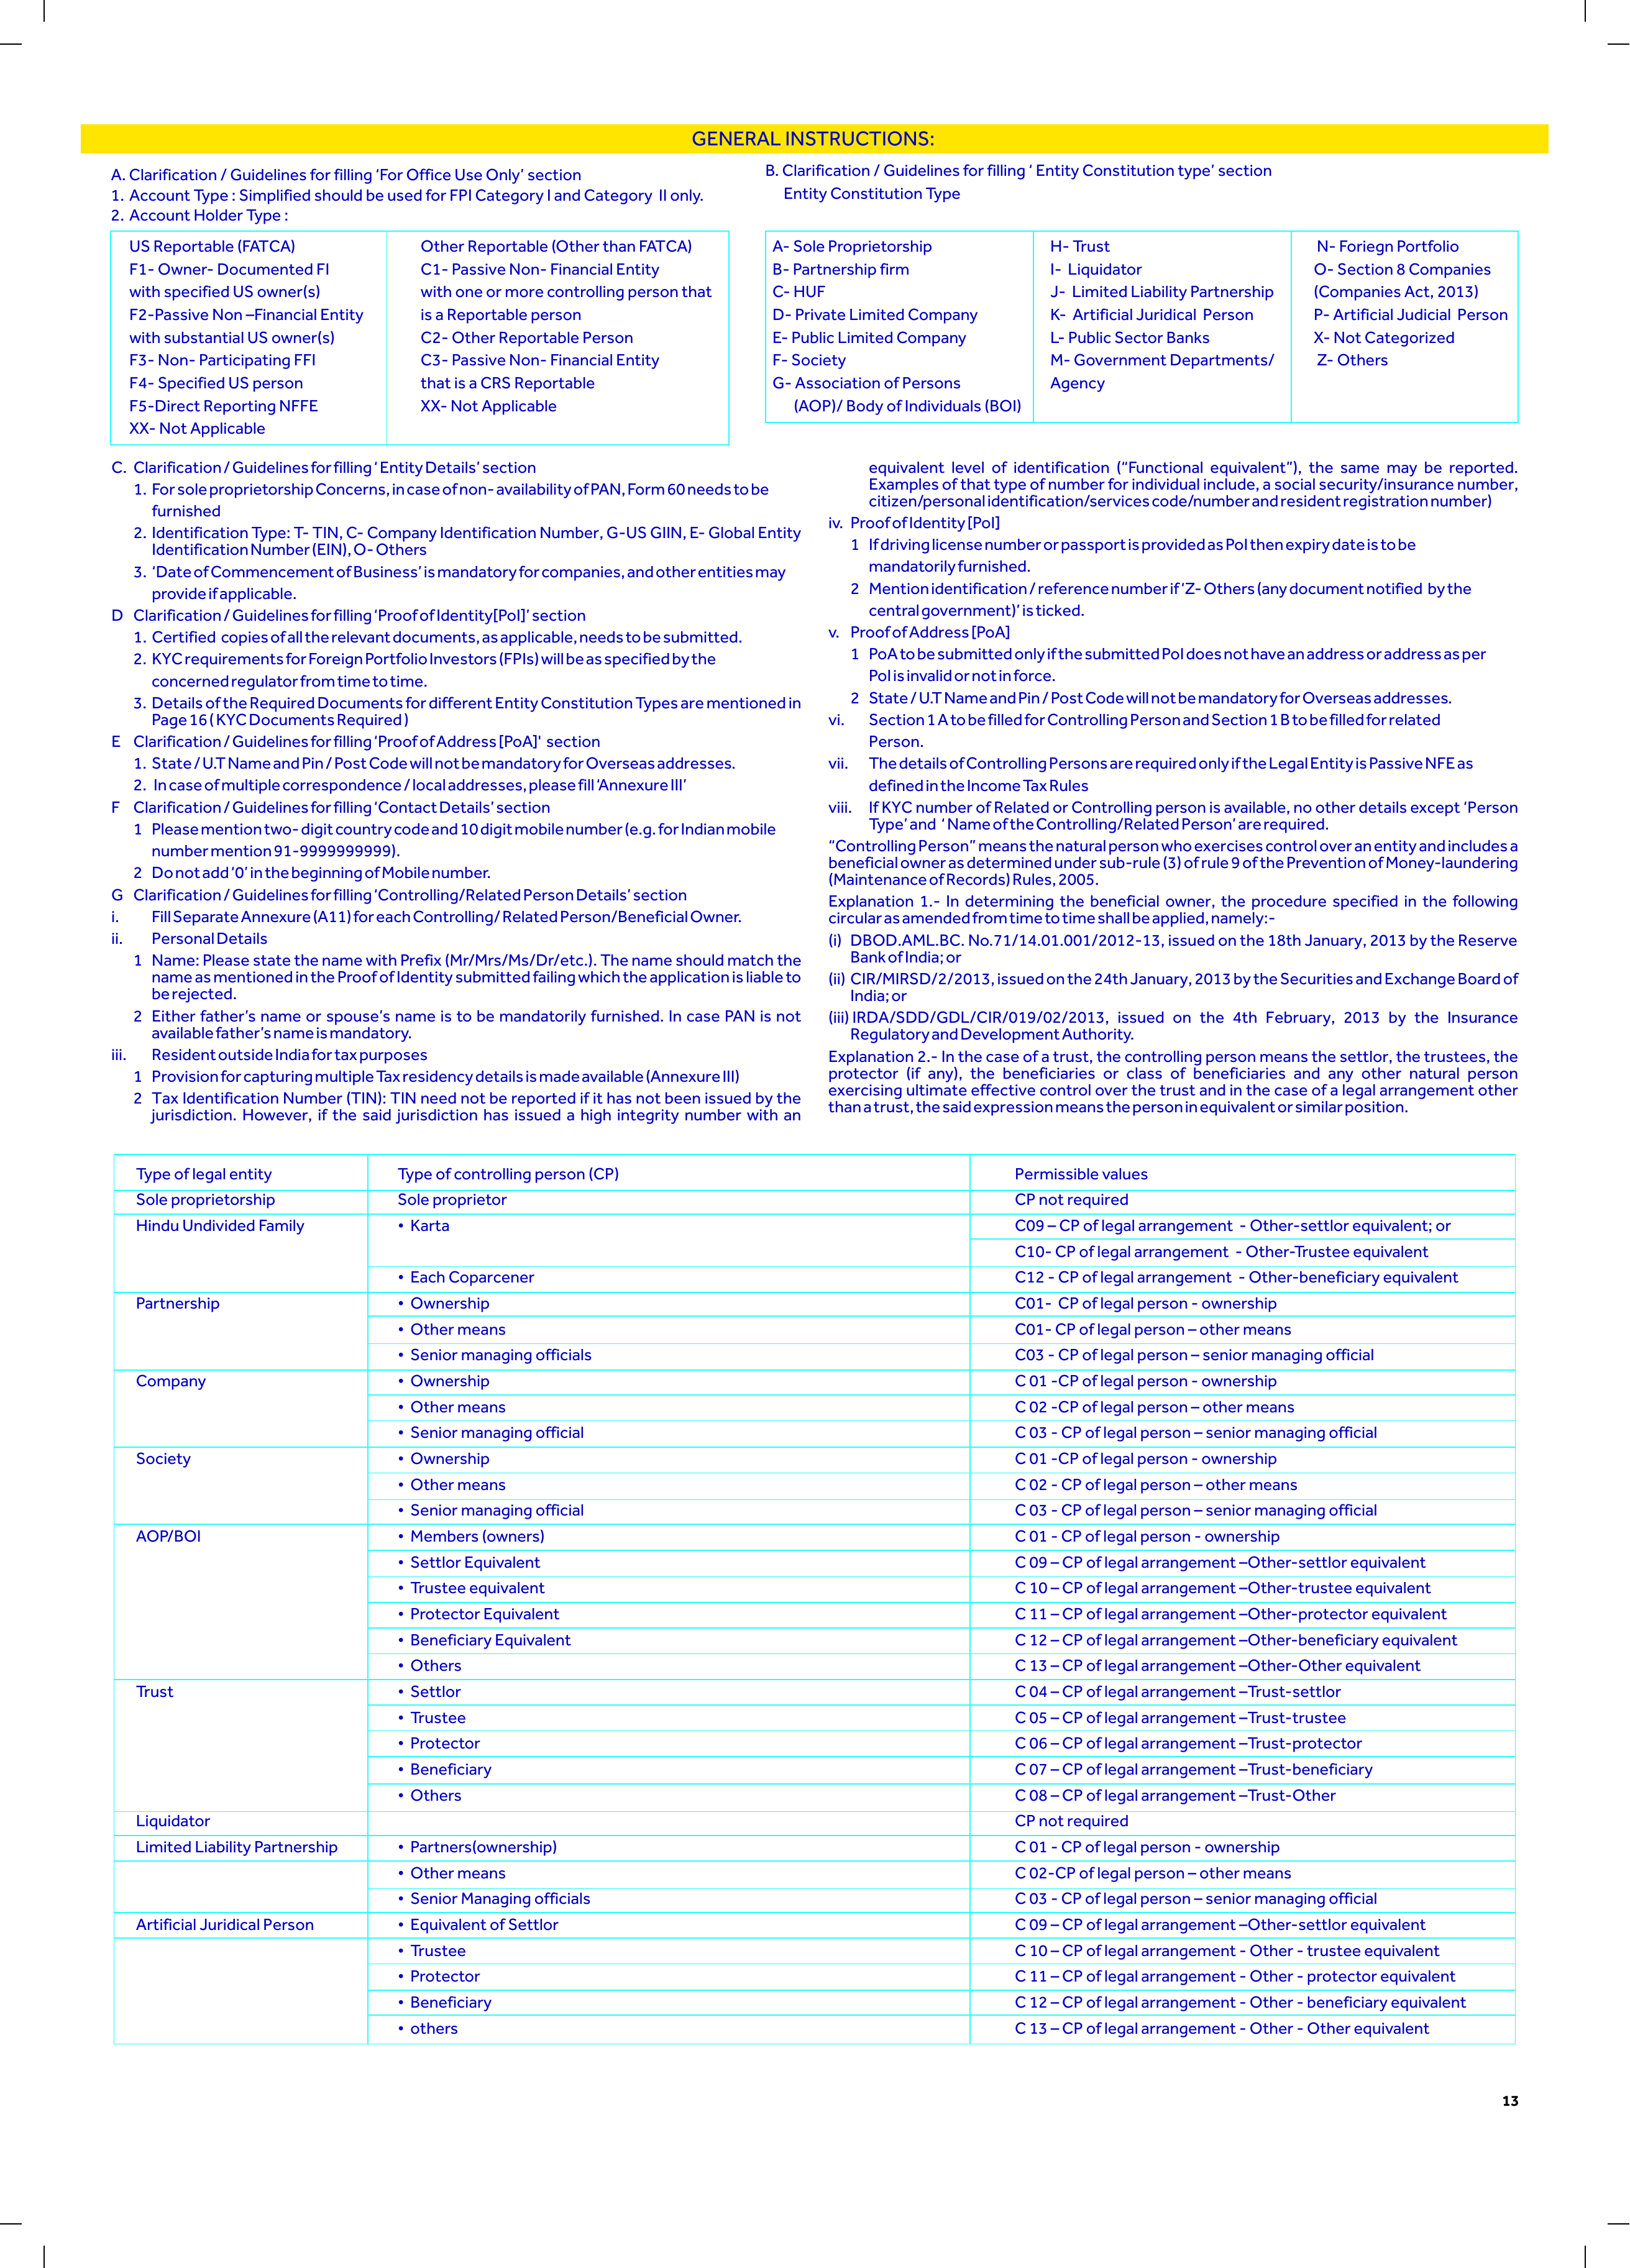 GENERAL INSTRUCTIONS:
A. Clarification / Guidelines for filling ‘For Office Use Only’ section
1. Account Type : Simplified should be used for FPI Category I and Category II only.
2. Account Holder Type :
US Reportable (FATCA)
F1- Owner- Documented FI
with specified US owner(s)
F2-Passive Non –Financial Entity
with substantial US owner(s)
F3- Non- Participating FFI
F4- Specified US person
F5-Direct Reporting NFFE
XX- Not Applicable
Other Reportable (Other than FATCA)
C1- Passive Non- Financial Entity
with one or more controlling person that
is a Reportable person
C2- Other Reportable Person
C3- Passive Non- Financial Entity
that is a CRS Reportable
XX- Not Applicable
B. Clarification / Guidelines for filling ‘ Entity Constitution type’ section
Entity Constitution Type
A- Sole Proprietorship
B- Partnership firm
C- HUF
D- Private Limited Company
E- Public Limited Company
F- Society
G- Association of Persons
(AOP)/ Body of Individuals (BOI)
H- Trust
I- Liquidator
J- Limited Liability Partnership
K- Artificial Juridical Person
L- Public Sector Banks
M- Government Departments/
Agency
N- Foriegn Portfolio
O- Section 8 Companies
(Companies Act, 2013)
P- Artificial Judicial Person
X- Not Categorized
Z- Others
C. Clarification / Guidelines for filling ‘ Entity Details’ section
1. For sole proprietorship Concerns, in case of non- availability of PAN, Form 60 needs to be
furnished
2. Identification Type: T- TIN, C- Company Identification Number, G-US GIIN, E- Global Entity
Identification Number (EIN), O- Others
3. ‘Date of Commencement of Business’ is mandatory for companies, and other entities may
provide if applicable.
D Clarification / Guidelines for filling ‘Proof of Identity[PoI]’ section
1. Certified copies of all the relevant documents, as applicable, needs to be submitted.
2. KYC requirements for Foreign Portfolio Investors (FPIs) will be as specified by the
concerned regulator from time to time.
3. Details of the Required Documents for different Entity Constitution Types are mentioned in
Page 16 ( KYC Documents Required )
E Clarification / Guidelines for filling ‘Proof of Address [PoA]' section
1. State / U.T Name and Pin / Post Code will not be mandatory for Overseas addresses.
2. In case of multiple correspondence / local addresses, please fill ‘Annexure III’
F Clarification / Guidelines for filling ‘Contact Details’ section
1 Please mention two- digit country code and 10 digit mobile number (e.g. for Indian mobile
number mention 91-9999999999).
2 Do not add ‘0’ in the beginning of Mobile number.
G Clarification / Guidelines for filling ‘Controlling/Related Person Details’ section
i. Fill Separate Annexure (A11) for each Controlling/ Related Person/Beneficial Owner.
ii. Personal Details
1 Name: Please state the name with Prefix (Mr/Mrs/Ms/Dr/etc.). The name should match the
name as mentioned in the Proof of Identity submitted failing which the application is liable to
be rejected.
2 Either father’s name or spouse’s name is to be mandatorily furnished. In case PAN is not
available father’s name is mandatory.
iii. Resident outside India for tax purposes
1 Provision for capturing multiple Tax residency details is made available (Annexure III)
2 Tax Identification Number (TIN): TIN need not be reported if it has not been issued by the
jurisdiction. However, if the said jurisdiction has issued a high integrity number with an
equivalent level of identification (“Functional equivalent”), the same may be reported.
Examples of that type of number for individual include, a social security/insurance number,
citizen/personal identification/services code/number and resident registration number)
iv. Proof of Identity [PoI]
1 If driving license number or passport is provided as PoI then expiry date is to be
mandatorily furnished.
2 Mention identification / reference number if ‘Z- Others (any document notified by the
central government)’ is ticked.
v. Proof of Address [PoA]
1 PoA to be submitted only if the submitted PoI does not have an address or address as per
PoI is invalid or not in force.
2 State / U.T Name and Pin / Post Code will not be mandatory for Overseas addresses.
vi. Section 1 A to be filled for Controlling Person and Section 1 B to be filled for related
Person.
vii. The details of Controlling Persons are required only if the Legal Entity is Passive NFE as
defined in the Income Tax Rules
viii. If KYC number of Related or Controlling person is available, no other details except ‘Person
Type’ and ‘ Name of the Controlling/Related Person’ are required.
“Controlling Person” means the natural person who exercises control over an entity and includes a
beneficial owner as determined under sub-rule (3) of rule 9 of the Prevention of Money-laundering
(Maintenance of Records) Rules, 2005.
Explanation 1.- In determining the beneficial owner, the procedure specified in the following
circular as amended from time to time shall be applied, namely:-
(i) DBOD.AML.BC. No.71/14.01.001/2012-13, issued on the 18th January, 2013 by the Reserve
Bank of India; or
(ii) CIR/MIRSD/2/2013, issued on the 24th January, 2013 by the Securities and Exchange Board of
India; or
(iii) IRDA/SDD/GDL/CIR/019/02/2013, issued on the 4th February, 2013 by the Insurance
Regulatory and Development Authority.
Explanation 2.- In the case of a trust, the controlling person means the settlor, the trustees, the
protector (if any), the beneficiaries or class of beneficiaries and any other natural person
exercising ultimate effective control over the trust and in the case of a legal arrangement other
than a trust, the said expression means the person in equivalent or similar position.
Type of legal entity Type of controlling person (CP) Permissible values
Sole proprietorship Sole proprietor CP not required
Hindu Undivided Family • Karta C09 – CP of legal arrangement - Other-settlor equivalent; or
C10- CP of legal arrangement - Other-Trustee equivalent
• Each Coparcener C12 - CP of legal arrangement - Other-beneficiary equivalent
Partnership • Ownership C01- CP of legal person - ownership
• Other means C01- CP of legal person – other means
• Senior managing officials C03 - CP of legal person – senior managing official
Company • Ownership C 01 -CP of legal person - ownership
• Other means C 02 -CP of legal person – other means
• Senior managing official C 03 - CP of legal person – senior managing official
Society • Ownership C 01 -CP of legal person - ownership
• Other means C 02 - CP of legal person – other means
• Senior managing official C 03 - CP of legal person – senior managing official
AOP/BOI • Members (owners) C 01 - CP of legal person - ownership
• Settlor Equivalent C 09 – CP of legal arrangement –Other-settlor equivalent
• Trustee equivalent C 10 – CP of legal arrangement –Other-trustee equivalent
• Protector Equivalent C 11 – CP of legal arrangement –Other-protector equivalent
• Beneficiary Equivalent C 12 – CP of legal arrangement –Other-beneficiary equivalent
• Others C 13 – CP of legal arrangement –Other-Other equivalent
Trust • Settlor C 04 – CP of legal arrangement –Trust-settlor
• Trustee C 05 – CP of legal arrangement –Trust-trustee
• Protector C 06 – CP of legal arrangement –Trust-protector
• Beneficiary C 07 – CP of legal arrangement –Trust-beneficiary
• Others C 08 – CP of legal arrangement –Trust-Other
Liquidator CP not required
Limited Liability Partnership • Partners(ownership) C 01 - CP of legal person - ownership
• Other means C 02-CP of legal person – other means
• Senior Managing officials C 03 - CP of legal person – senior managing official
Artificial Juridical Person • Equivalent of Settlor C 09 – CP of legal arrangement –Other-settlor equivalent
• Trustee C 10 – CP of legal arrangement - Other - trustee equivalent
• Protector C 11 – CP of legal arrangement - Other - protector equivalent
• Beneficiary C 12 – CP of legal arrangement - Other - beneficiary equivalent
• others C 13 – CP of legal arrangement - Other - Other equivalent
13